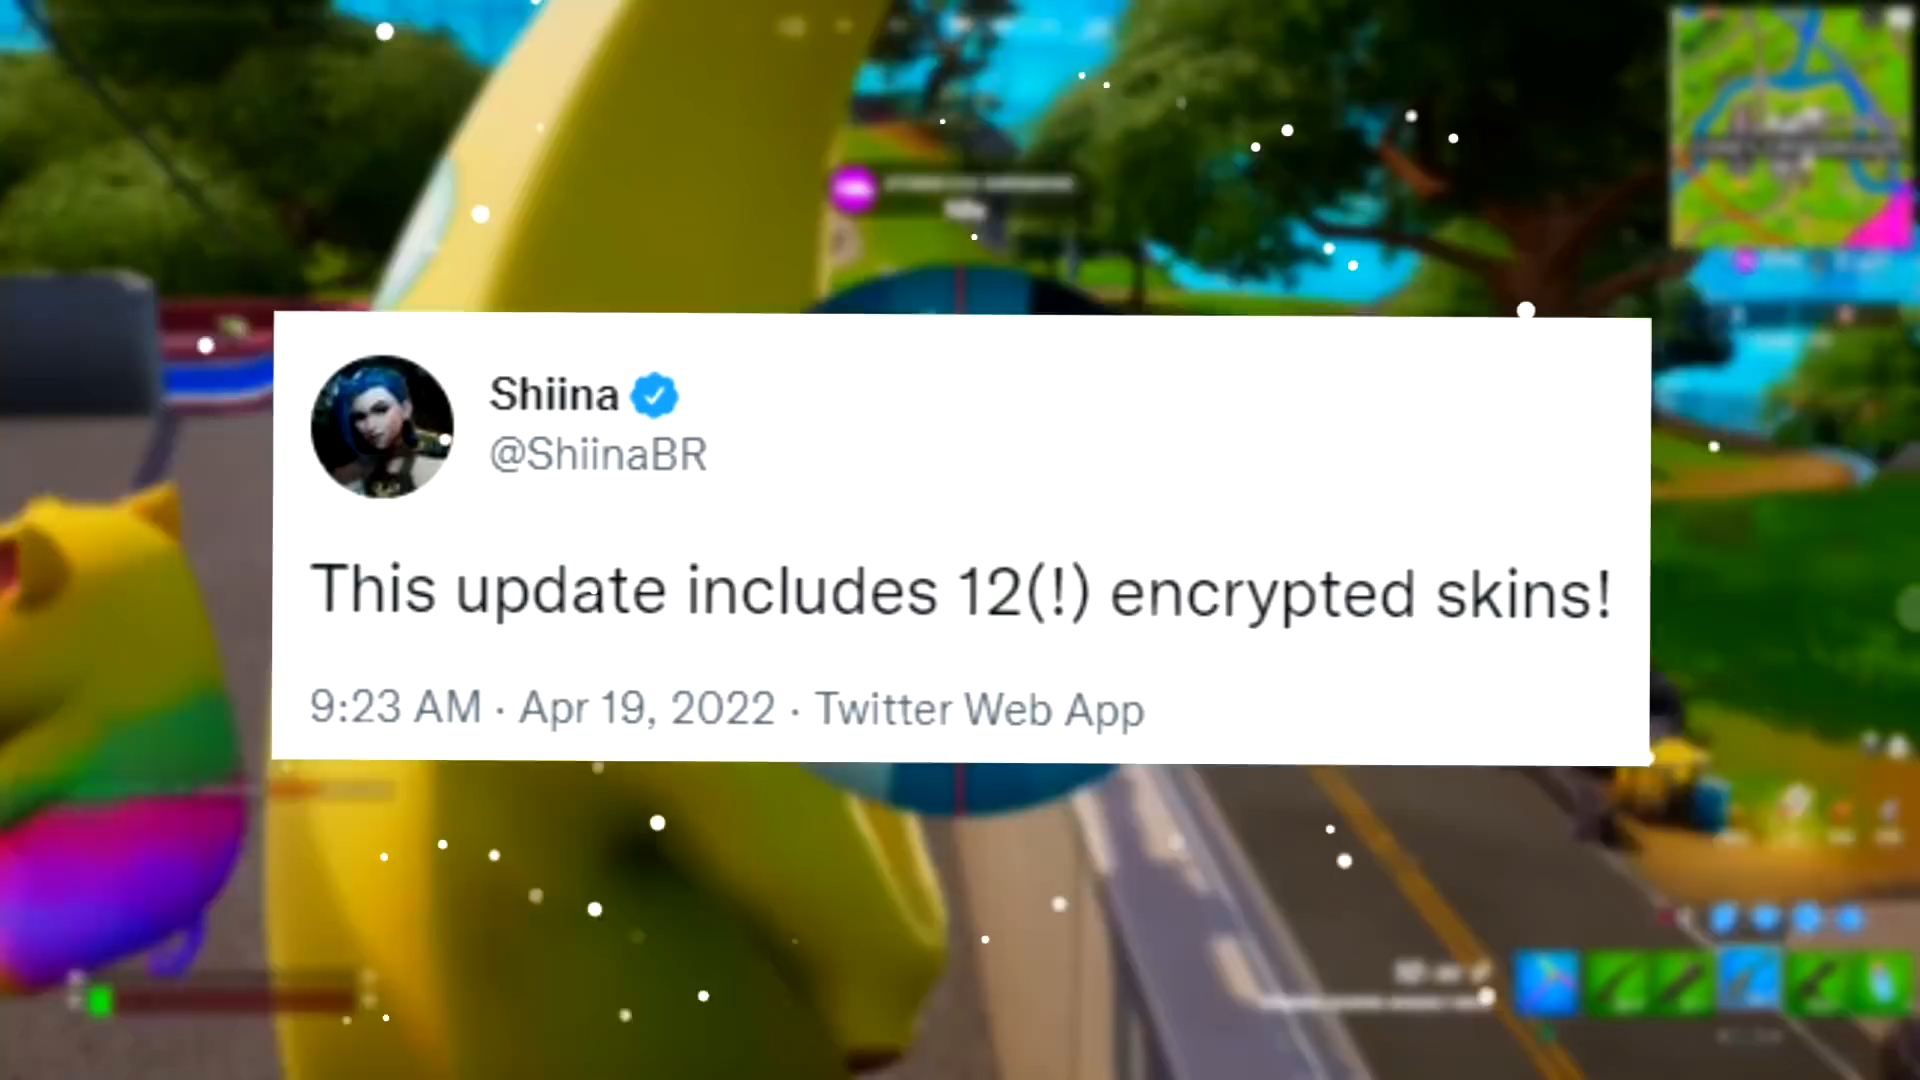 Shiina
@ShiinaBR
This update includes 12(!) encrypted skins!
9:23 AM · Apr 19, 2022 · Twitter Web App